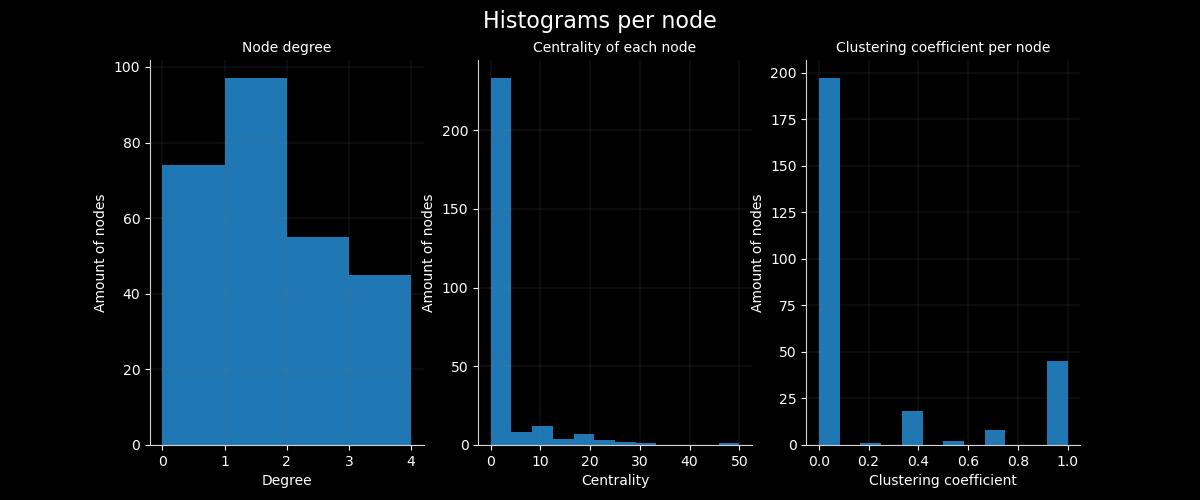 Histograms per node
Node degree
Centrality of each node
Clustering coefficient per node
Amount of nodes
100
80
60
40
20
0
0 1 2 3 4
Degree
Amount of nodes
200
150
100
50
0
0 10 20 30 40 50
Centrality
Amount of nodes
200
175
150
125
100
75
50
25
0
0.0 0.2 0.4 0.6 0.8 1.0
Clustering coefficient